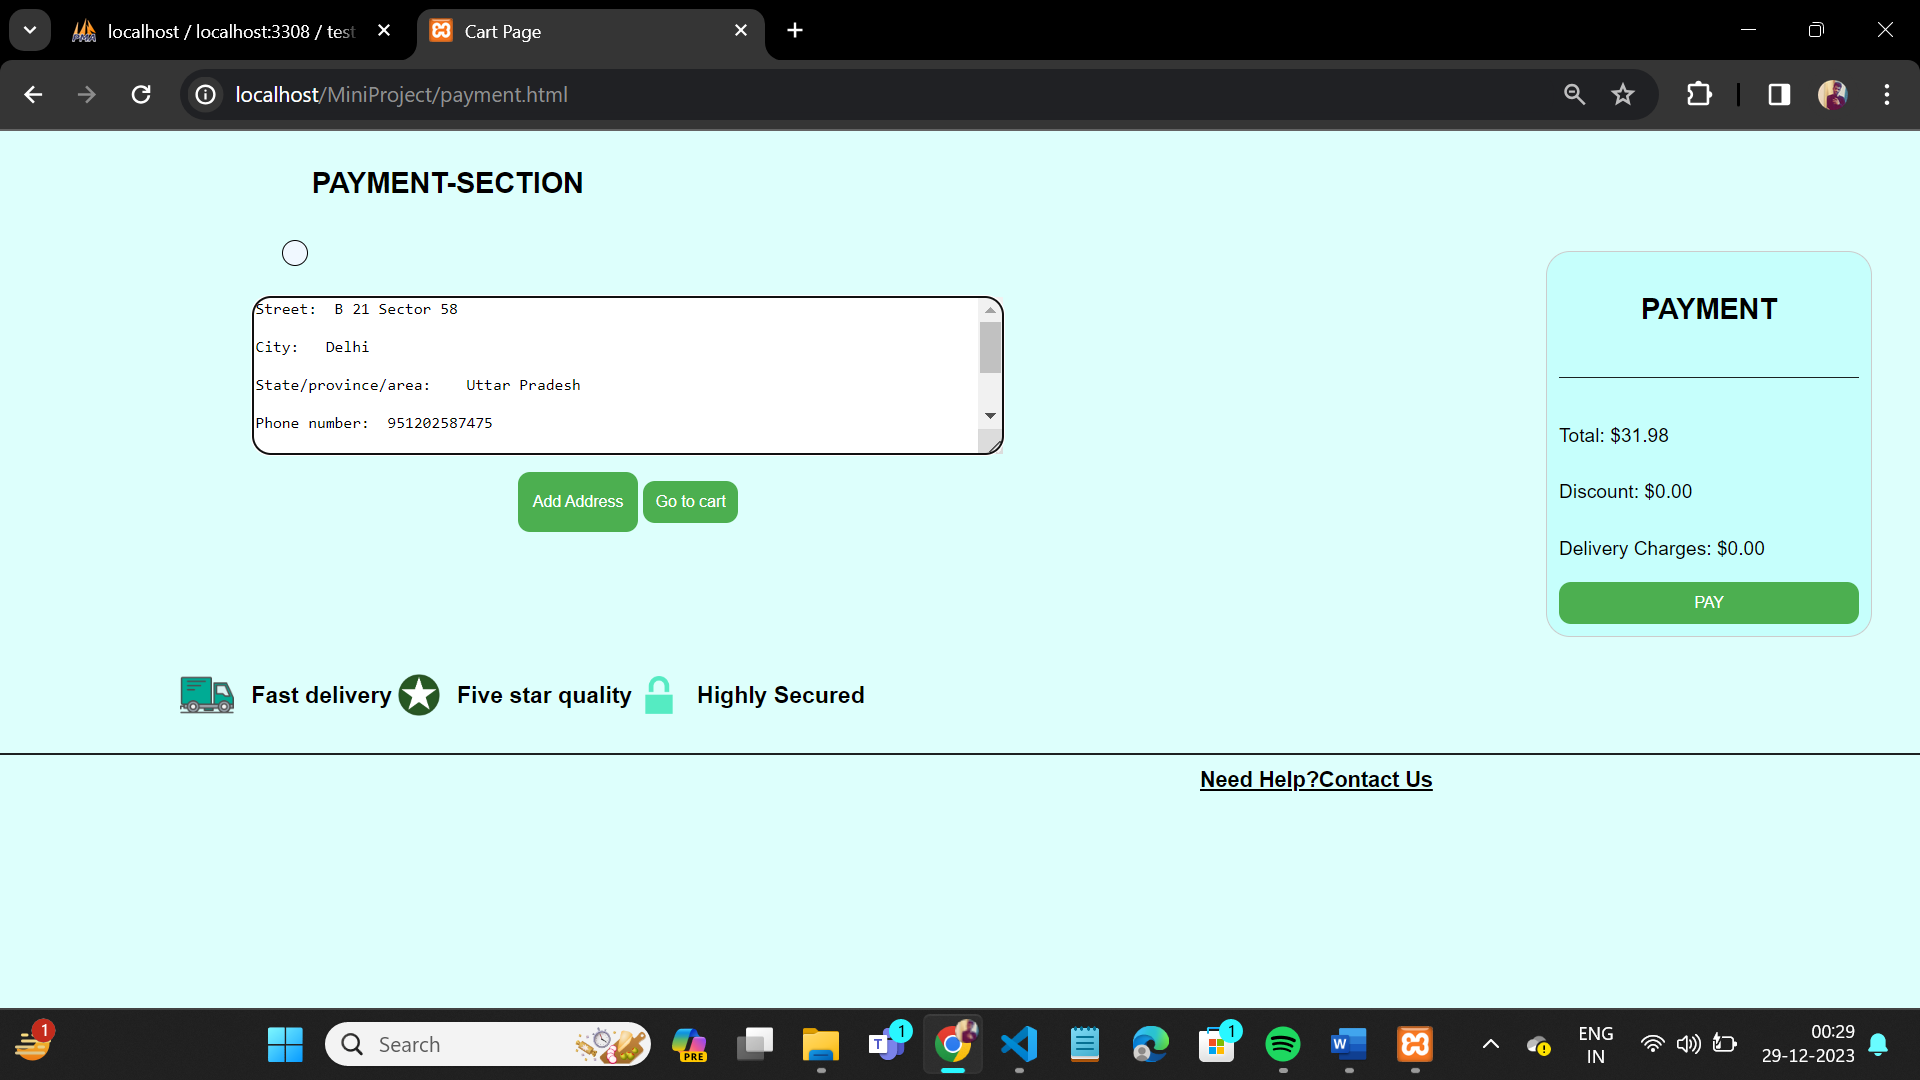 localhost / localhost:3308 / test
Cart Page
localhost/MiniProject/payment.html
PAYMENT-SECTION
Street:  B 21 Sector 58
City:   Delhi
State/province/area:    Uttar Pradesh
Phone number:  951202587475
Add Address
Go to cart
PAYMENT
Total: $31.98
Discount: $0.00
Delivery Charges: $0.00
PAY
Fast delivery
Five star quality
Highly Secured
Need Help?Contact Us
1
Search
PRE
T
1
1
W
ENG
IN
00:29
29-12-2023